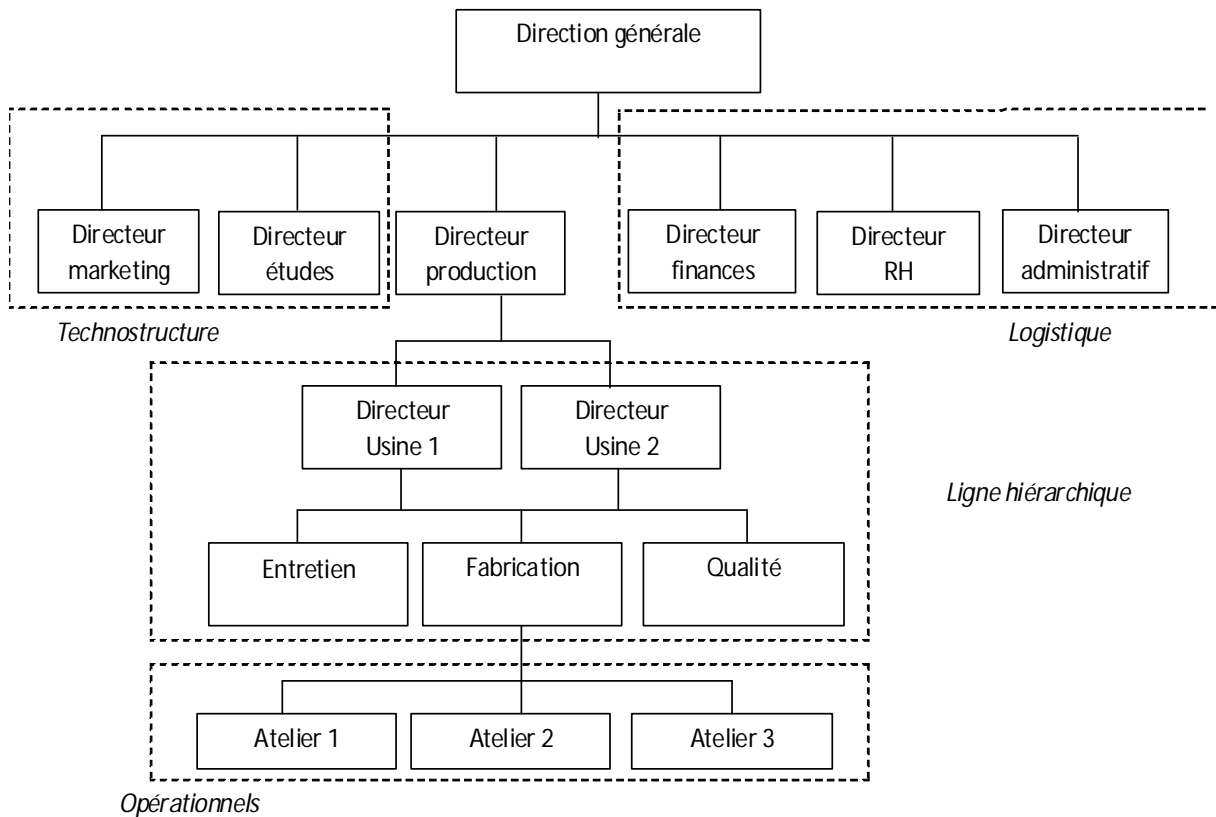 Direction générale
Directeur
marketing
Directeur
études
Directeur
production
Directeur
finances
Directeur
RH
Directeur
administratif
Technostructure
Logistique
Directeur
Usine 1
Directeur
Usine 2
Ligne hiérarchique
Entretien
Fabrication
Qualité
Atelier 1
Atelier 2
Atelier 3
Opérationnels